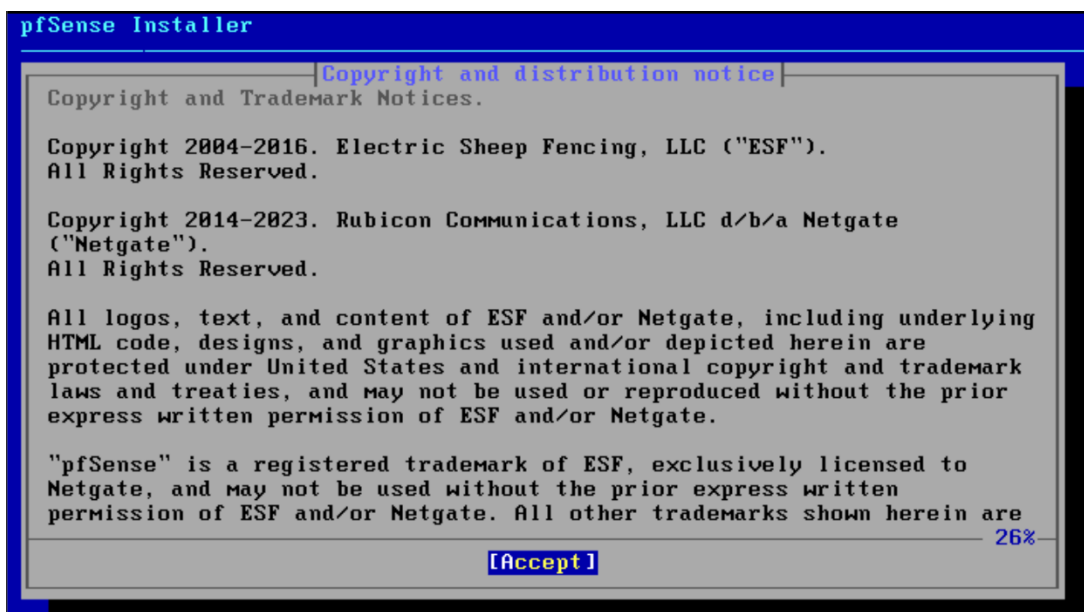 pfSense Installer
Copyright and distribution notice
Copyright and Trademark Notices.
Copyright 2004-2016. Electric Sheep Fencing, LLC ("ESF").
All Rights Reserved.
Copyright 2014-2023. Rubicon Communications, LLC d/b/a Netgate
("Netgate").
All Rights Reserved.
All logos, text, and content of ESF and/or Netgate, including underlying
HTML code, designs, and graphics used and/or depicted herein are
protected under United States and international copyright and trademark
laws and treaties, and may not be used or reproduced without the prior
express written permission of ESF and/or Netgate.
"pfSense" is a registered trademark of ESF, exclusively licensed to
Netgate, and may not be used without the prior express written
permission of ESF and/or Netgate. All other trademarks shown herein are
26%
[Accept]